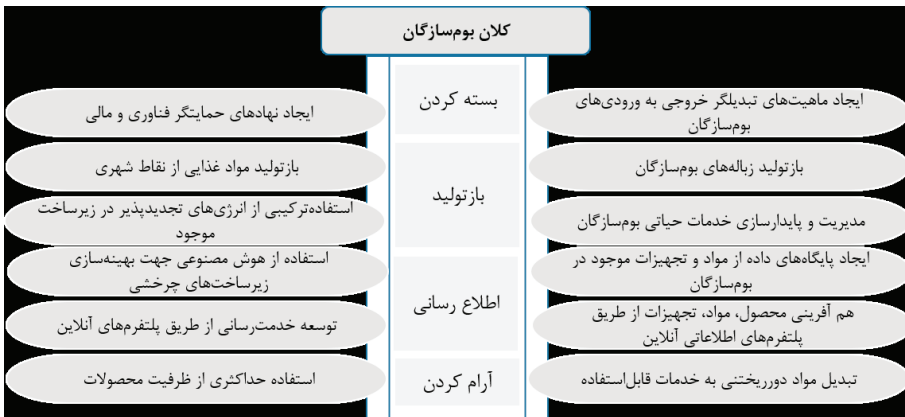 کلان بوم‌سازگان
بسته کردن
ایجاد ماهیت‌های تبدیلگر خروجی به ورودی‌های
بوم‌سازگان
ایجاد نهادهای حمایتگر فناوری و مالی
بازتولید
بازتولید زباله‌های بوم‌سازگان
بازتولید مواد غذایی از نقاط شهری
مدیریت و پایدارسازی خدمات حیاتی بوم‌سازگان
استفاده‌ترکیبی از انرژی‌های تجدیدپذیر در زیرساخت
موجود
اطلاع رسانی
ایجاد پایگاه‌های داده از مواد و تجهیزات موجود در
بوم‌سازگان
استفاده از هوش مصنوعی جهت بهینه‌سازی
زیرساخت‌های چرخشی
هم آفرینی محصول، مواد، تجهیزات از طریق
پلتفرم‌های اطلاعاتی آنلاین
توسعه خدمت‌رسانی از طریق پلتفرم‌های آنلاین
آرام کردن
تبدیل مواد دورریختنی به خدمات قابل‌استفاده
استفاده حداکثری از ظرفیت محصولات